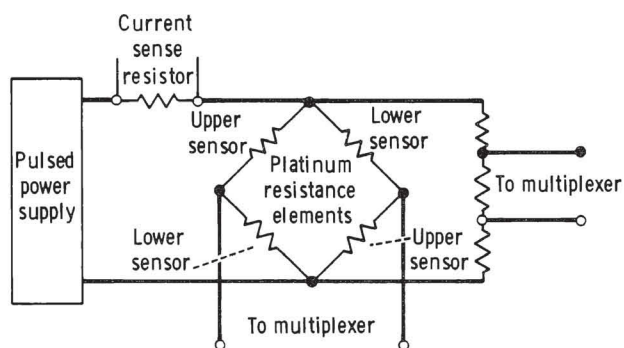 Current
sense
resistor
Upper
sensor
Lower
sensor
Pulsed
power
supply
Platinum
resistance
elements
To multiplexer
Lower
sensor
Upper
sensor
To multiplexer